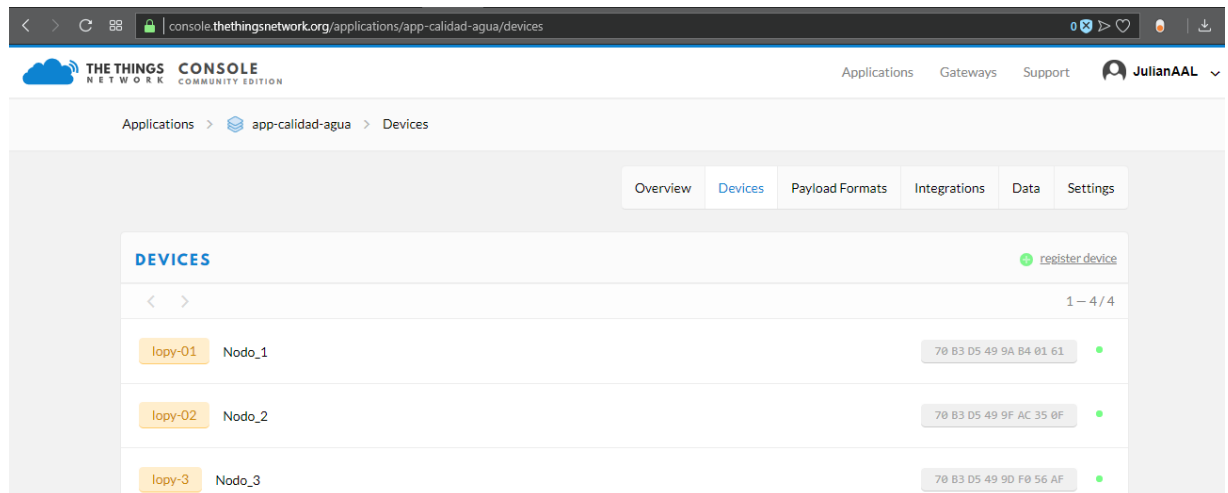 console.thethingsnetwork.org/applications/app-calidad-agua/devices 0
THE THINGS NETWORK CONSOLE COMMUNITY EDITION Applications Gateways Support JulianAAL
Applications > app-calidad-agua > Devices
Overview Devices Payload Formats Integrations Data Settings
DEVICES register device
1 — 4 / 4
lopy-01 Nodo_1 70 B3 D5 49 9A B4 01 61
lopy-02 Nodo_2 70 B3 D5 49 9F AC 35 0F
lopy-3 Nodo_3 70 B3 D5 49 9D F0 56 AF